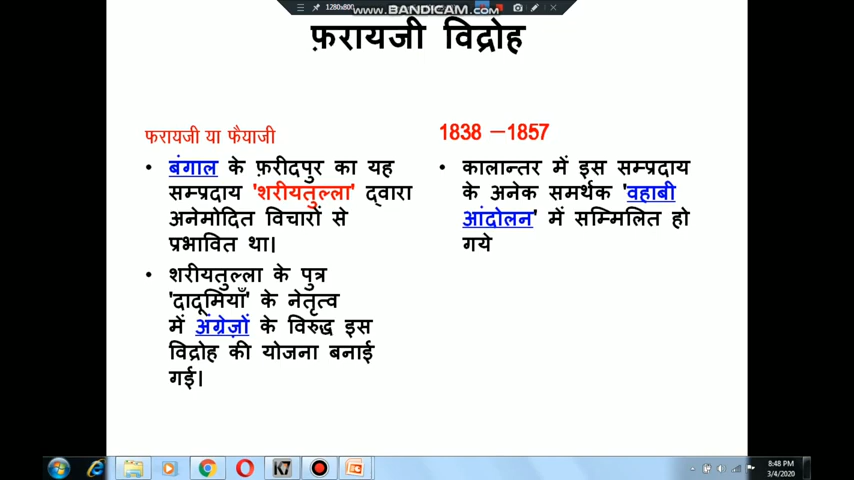 1280x800
WWW.BANDICAM.COM
फ़रायजी विद्रोह
फरायजी या फैयाजी
• बंगाल के फ़रीदपुर का यह
सम्प्रदाय 'शरीयतुल्ला' द्वारा
अनेमोदित विचारों से
प्रभावित था।
• शरीयतुल्ला के पुत्र
'दादूमियाँ' के नेतृत्व
में अंग्रेज़ों के विरुद्ध इस
विद्रोह की योजना बनाई
गई।
1838 –1857
• कालान्तर में इस सम्प्रदाय
के अनेक समर्थक 'वहाबी
आंदोलन' में सम्मिलित हो
गये
K7
8:48 PM
3/4/2020